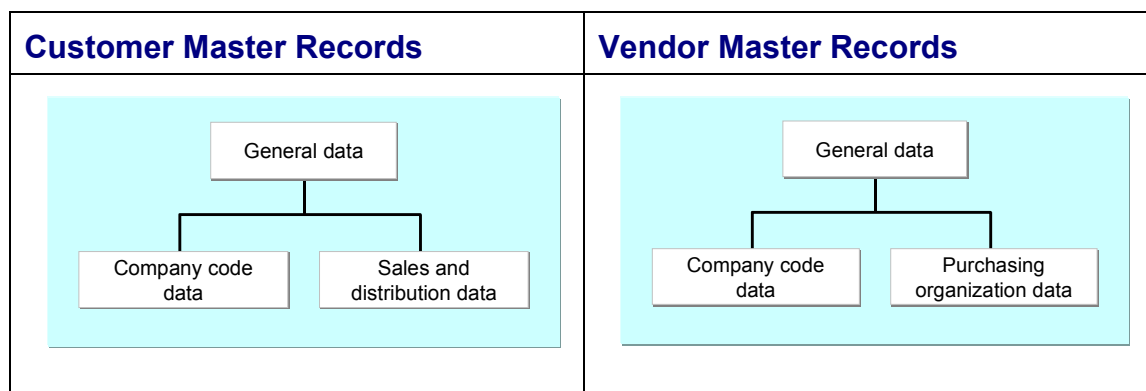 Customer Master Records
Vendor Master Records
General data
Company code
data
Sales and
distribution data
General data
Company code
data
Purchasing
organization data